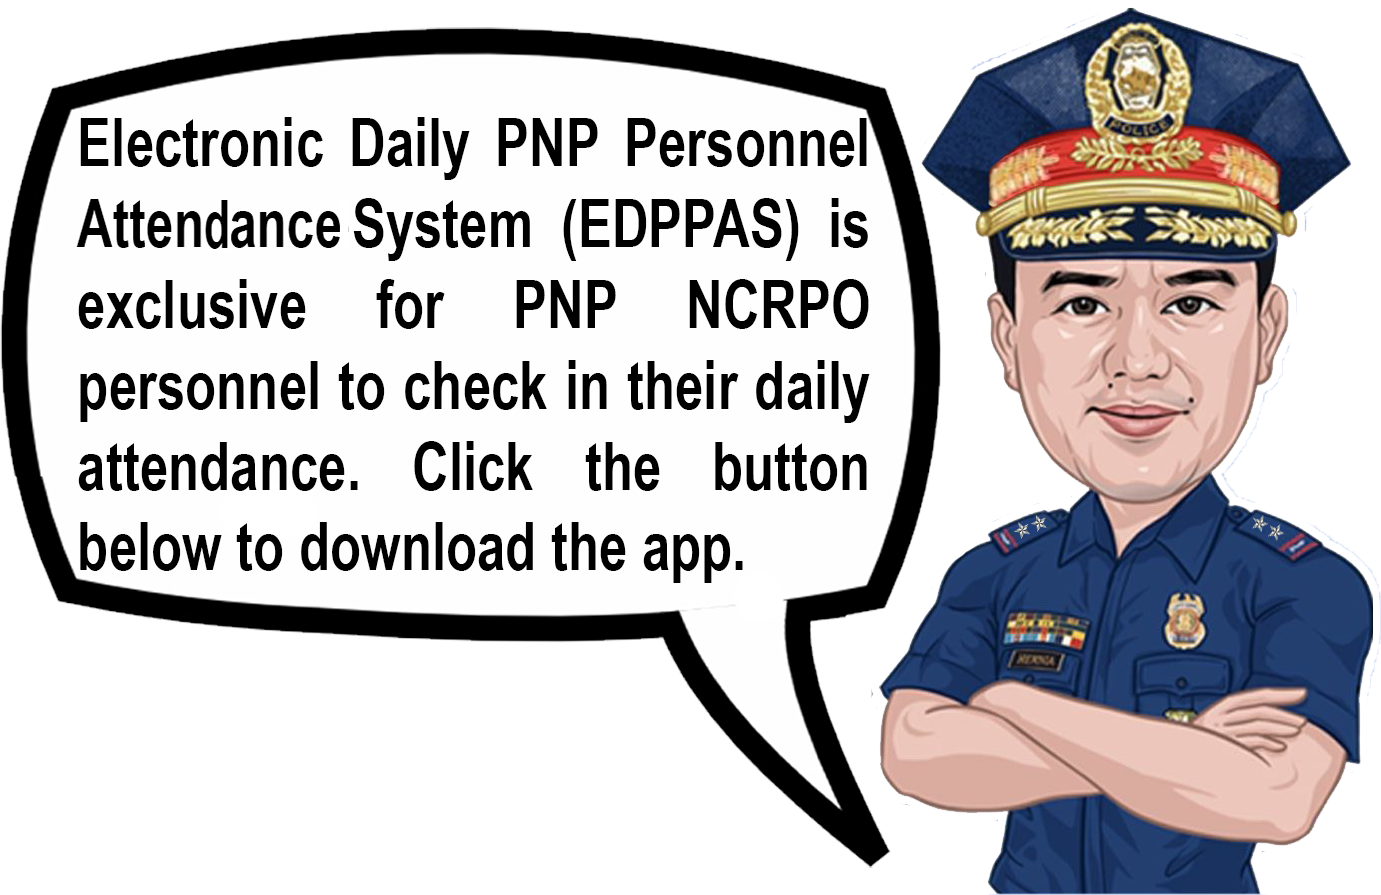 Electronic Daily PNP Personnel
Attendance System (EDPPAS) is
exclusive for PNP NCRPO
personnel to check in their daily
attendance. Click the button
below to download the app.
POLICE